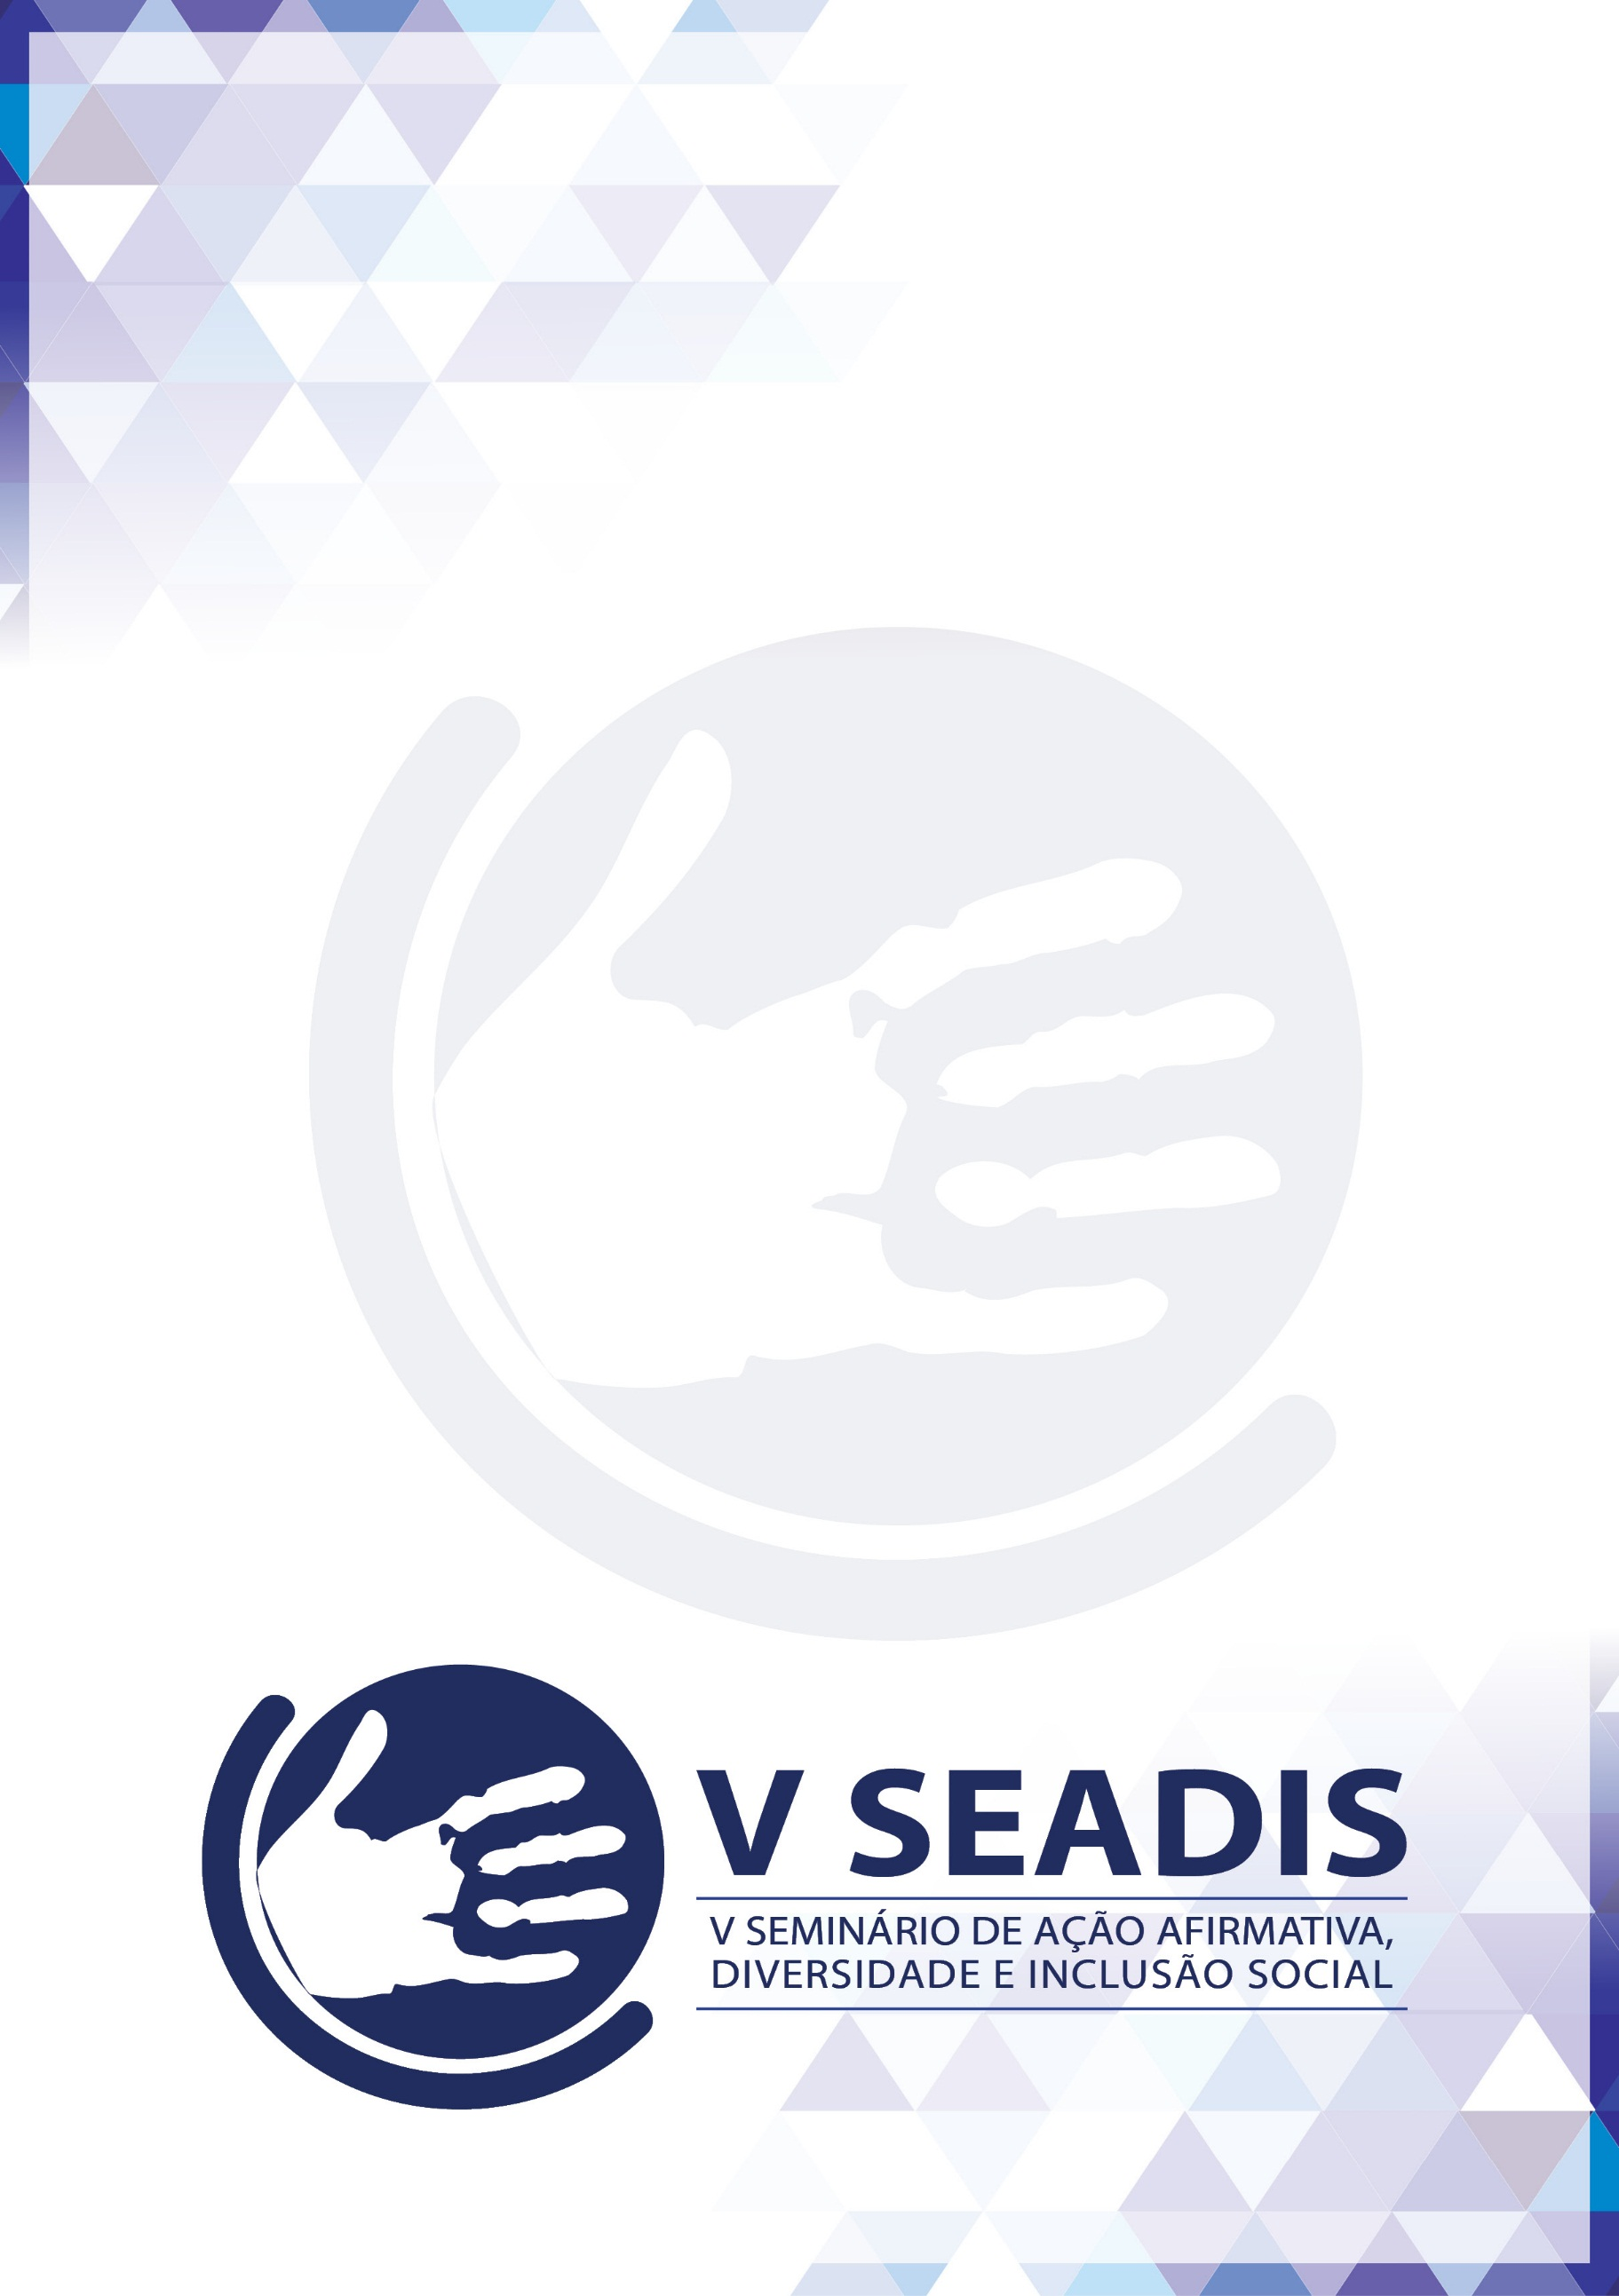 V SEADIS
V SEMINÁRIO DE AÇÃO AFIRMATIVA,
DIVERSIDADE E INCLUSÃO SOCIAL